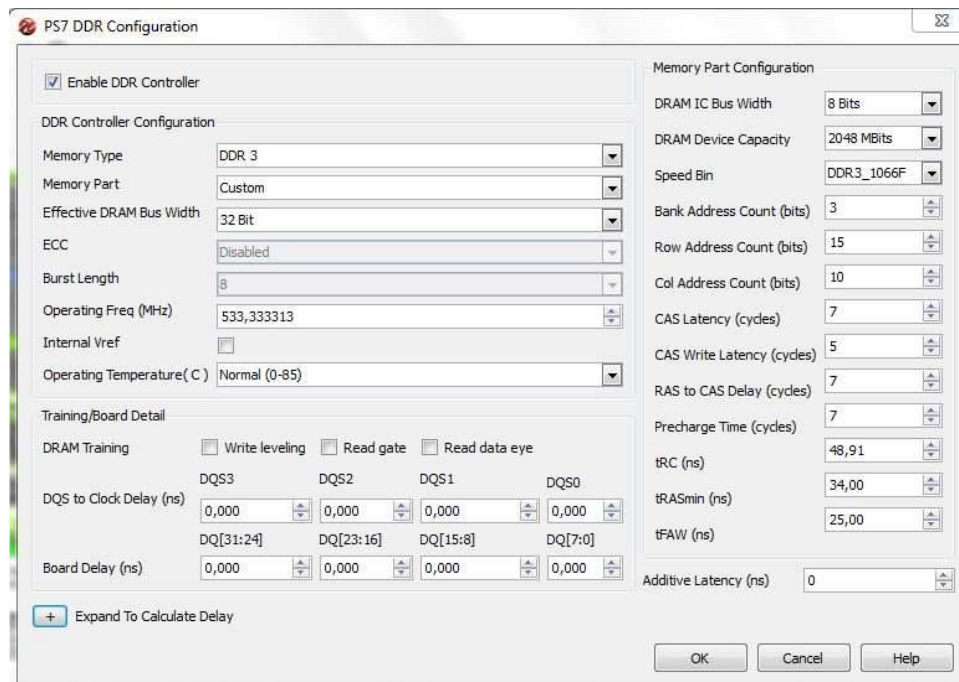 PS7 DDR Configuration
Enable DDR Controller
DDR Controller Configuration
Memory Type DDR 3
Memory Part Custom
Effective DRAM Bus Width 32 Bit
ECC Disabled
Burst Length 8
Operating Freq (MHz) 533,333313
Internal Vref
Operating Temperature( C ) Normal (0-85)
Training/Board Detail
DRAM Training Write leveling Read gate Read data eye
DQS3 DQS2 DQS1 DQS0
DQS to Clock Delay (ns) 0,000 0,000 0,000 0,000
DQ[31:24] DQ[23:16] DQ[15:8] DQ[7:0]
Board Delay (ns) 0,000 0,000 0,000 0,000
+ Expand To Calculate Delay
Memory Part Configuration
DRAM IC Bus Width 8 Bits
DRAM Device Capacity 2048 MBits
Speed Bin DDR3_1066F
Bank Address Count (bits) 3
Row Address Count (bits) 15
Col Address Count (bits) 10
CAS Latency (cycles) 7
CAS Write Latency (cycles) 5
RAS to CAS Delay (cycles) 7
Precharge Time (cycles) 7
tRC (ns) 48,91
tRASmin (ns) 34,00
tFAW (ns) 25,00
Additive Latency (ns) 0
OK Cancel Help